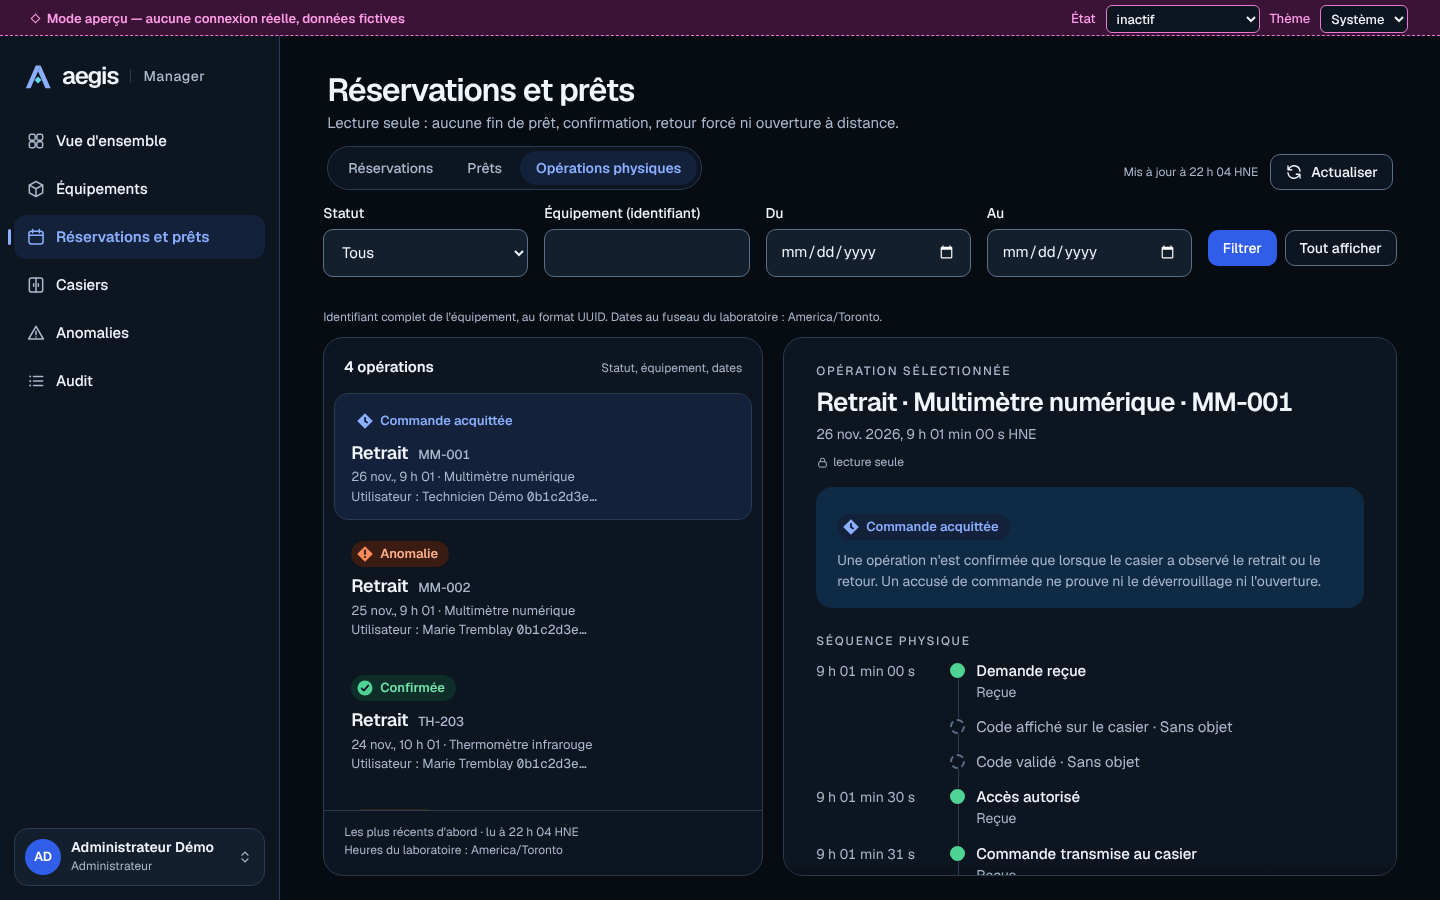 Mode aperçu — aucune connexion réelle, données fictives
État
inactif
Thème
Système
aegis
Manager
Vue d'ensemble
Équipements
Réservations et prêts
Casiers
Anomalies
Audit
AD
Administrateur Démo
Administrateur
Réservations et prêts
Lecture seule : aucune fin de prêt, confirmation, retour forcé ni ouverture à distance.
Réservations
Prêts
Opérations physiques
Mis à jour à 22 h 04 HNE
Actualiser
Statut
Équipement (identifiant)
Du
Au
Tous
mm/dd/yyyy
mm/dd/yyyy
Filtrer
Tout afficher
Identifiant complet de l'équipement, au format UUID. Dates au fuseau du laboratoire : America/Toronto.
4 opérations
Statut, équipement, dates
Commande acquittée
Retrait MM-001
26 nov., 9 h 01 · Multimètre numérique
Utilisateur : Technicien Démo 0b1c2d3e…
Anomalie
Retrait MM-002
25 nov., 9 h 01 · Multimètre numérique
Utilisateur : Marie Tremblay 0b1c2d3e…
Confirmée
Retrait TH-203
24 nov., 10 h 01 · Thermomètre infrarouge
Utilisateur : Marie Tremblay 0b1c2d3e…
Les plus récents d'abord · lu à 22 h 04 HNE
Heures du laboratoire : America/Toronto
OPÉRATION SÉLECTIONNÉE
Retrait · Multimètre numérique · MM-001
26 nov. 2026, 9 h 01 min 00 s HNE
lecture seule
Commande acquittée
Une opération n'est confirmée que lorsque le casier a observé le retrait ou le
retour. Un accusé de commande ne prouve ni le déverrouillage ni l'ouverture.
SÉQUENCE PHYSIQUE
9 h 01 min 00 s
Demande reçue
Reçue
Code affiché sur le casier · Sans objet
Code validé · Sans objet
9 h 01 min 30 s
Accès autorisé
Reçue
9 h 01 min 31 s
Commande transmise au casier
Reçue